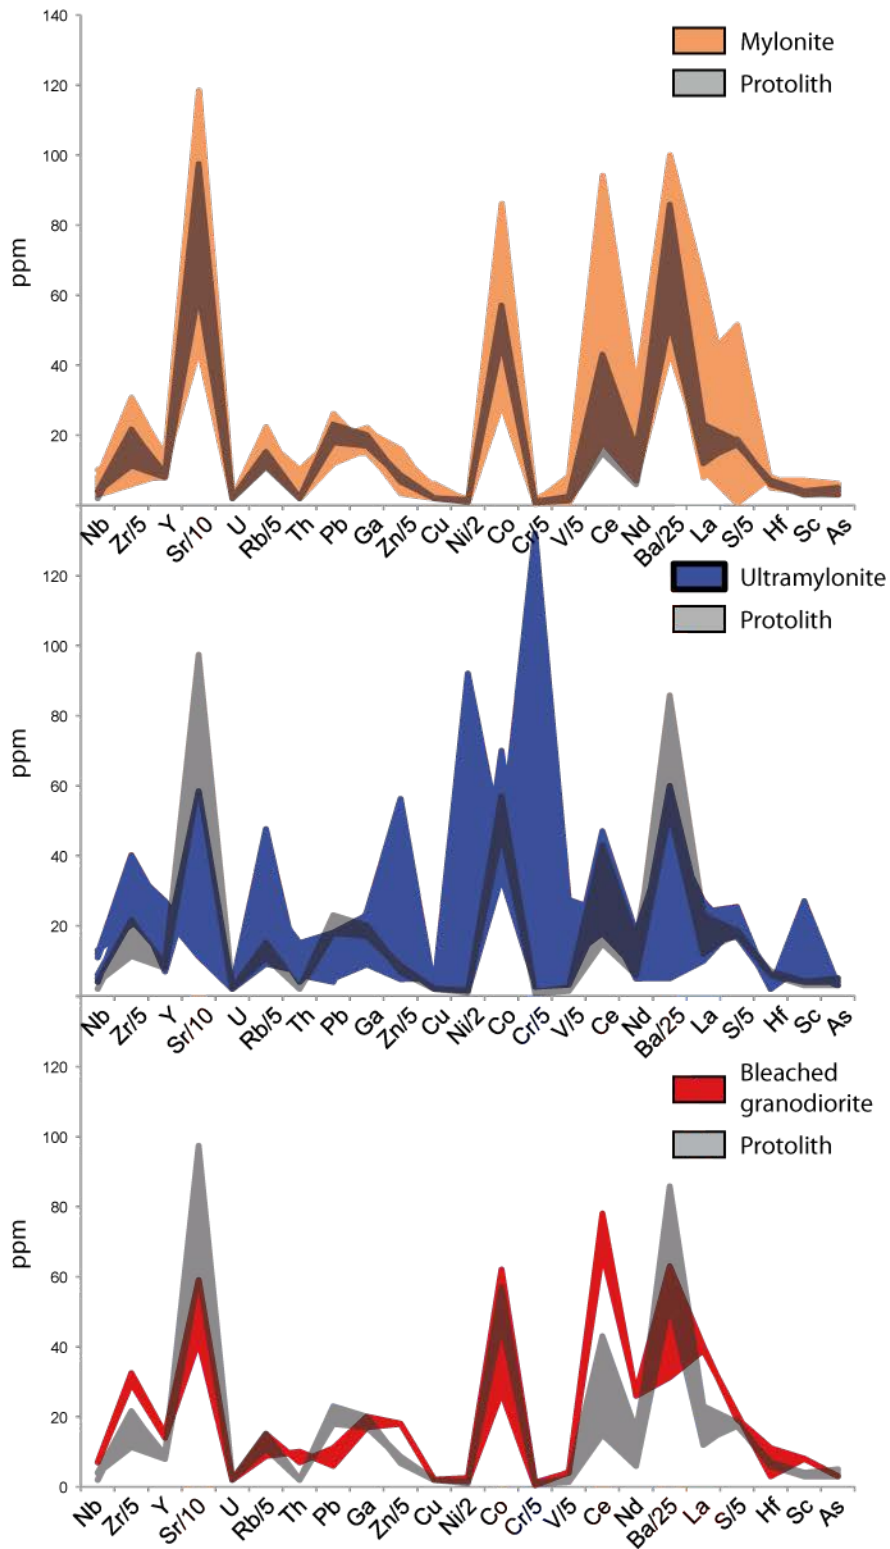 140
Mylonite
120
Protolith
100
80
ppm
60
40
20
Nb Zr/5 Y Sr/10 U Rb/5 Th Pb Ga Zn/5 Cu Ni/2 Co Cr/5 V/5 Ce Nd Ba/25 La S/5 Hf Sc As
Ultramylonite
120
Protolith
100
80
ppm
60
40
20
Nb Zr/5 Y Sr/10 U Rb/5 Th Pb Ga Zn/5 Cu Ni/2 Co Cr/5 V/5 Ce Nd Ba/25 La S/5 Hf Sc As
120
Bleached
granodiorite
Protolith
100
80
ppm
60
40
20
0
Nb Zr/5 Y Sr/10 U Rb/5 Th Pb Ga Zn/5 Cu Ni/2 Co Cr/5 V/5 Ce Nd Ba/25 La S/5 Hf Sc As